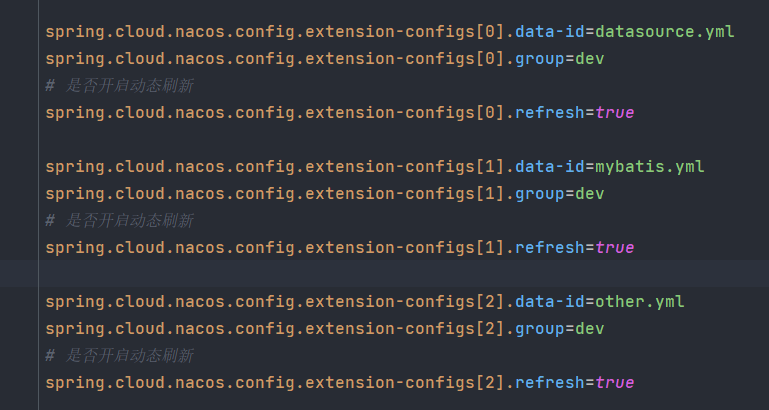 spring.cloud.nacos.config.extension-configs[0].data-id=datasource.yml
spring.cloud.nacos.config.extension-configs[0].group=dev
# 是否开启动态刷新
spring.cloud.nacos.config.extension-configs[0].refresh=true
spring.cloud.nacos.config.extension-configs[1].data-id=mybatis.yml
spring.cloud.nacos.config.extension-configs[1].group=dev
# 是否开启动态刷新
spring.cloud.nacos.config.extension-configs[1].refresh=true
spring.cloud.nacos.config.extension-configs[2].data-id=other.yml
spring.cloud.nacos.config.extension-configs[2].group=dev
# 是否开启动态刷新
spring.cloud.nacos.config.extension-configs[2].refresh=true